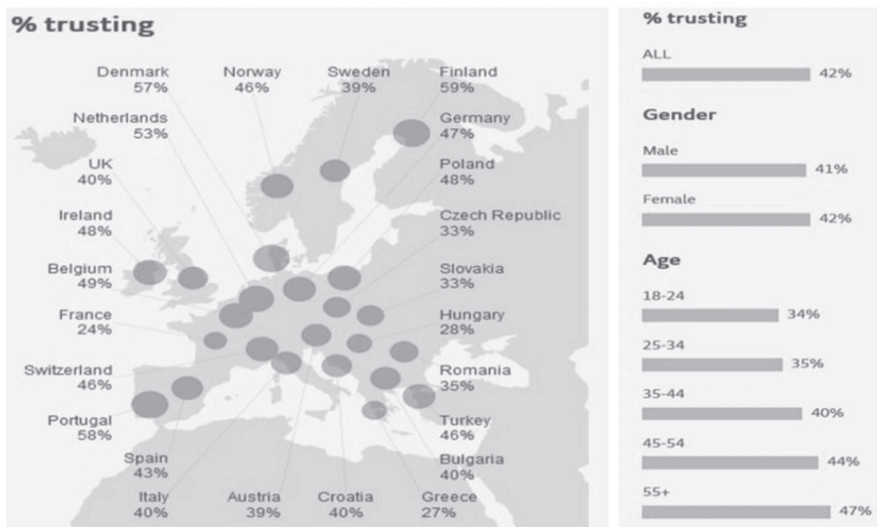 % trusting
Denmark
57%
Norway
46%
Sweden
39%
Finland
59%
Netherlands
53%
Germany
47%
UK
40%
Poland
48%
Ireland
48%
Czech Republic
33%
Belgium
49%
Slovakia
33%
France
24%
Hungary
28%
Switzerland
46%
Romania
35%
Portugal
58%
Turkey
46%
Spain
43%
Bulgaria
40%
Italy
40%
Austria
39%
Croatia
40%
Greece
27%
% trusting
ALL
42%
Gender
Male
41%
Female
42%
Age
18-24
34%
25-34
35%
35-44
40%
45-54
44%
55+
47%